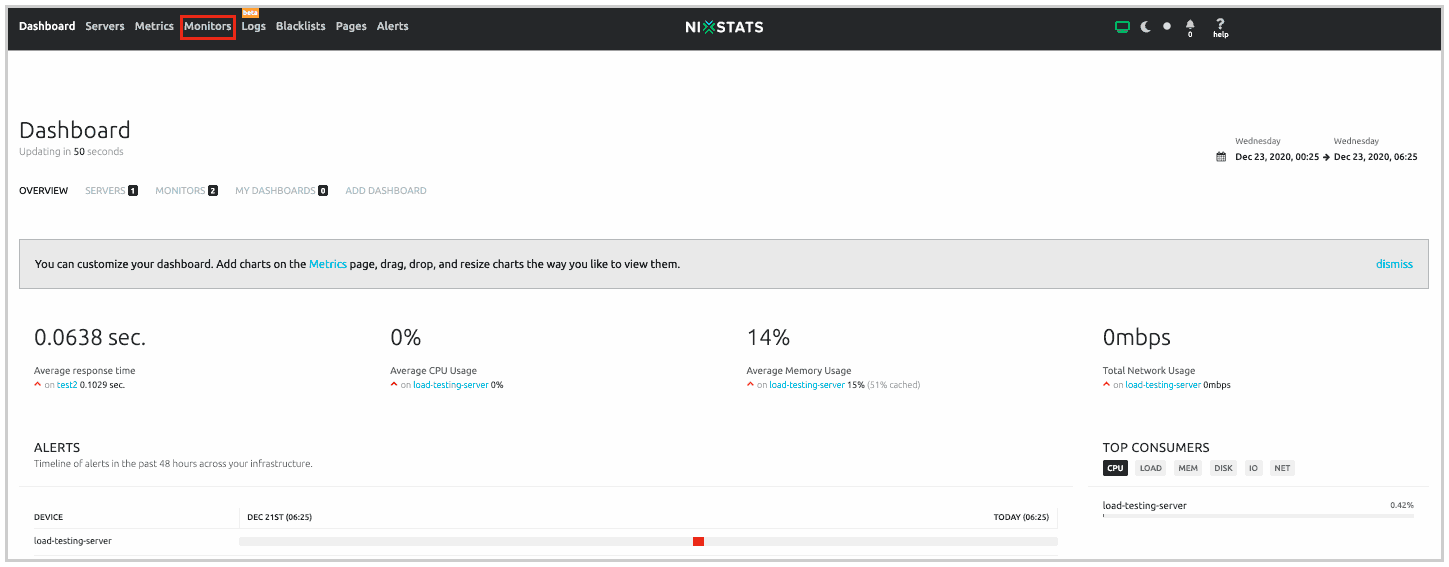 beta
Dashboard Servers Metrics Monitors Logs Blacklists Pages Alerts NIXSTATS ?
0 help
Dashboard
Updating in 50 seconds
Wednesday Wednesday
Dec 23, 2020, 00:25 → Dec 23, 2020, 06:25
OVERVIEW SERVERS 1 MONITORS 2 MY DASHBOARDS 0 ADD DASHBOARD
You can customize your dashboard. Add charts on the Metrics page, drag, drop, and resize charts the way you like to view them. dismiss
0.0638 sec. 0% 14% 0mbps
Average response time Average CPU Usage Average Memory Usage Total Network Usage
on test2 0.1029 sec. on load-testing-server 0% on load-testing-server 15% (51% cached) on load-testing-server 0mbps
ALERTS TOP CONSUMERS
Timeline of alerts in the past 48 hours across your infrastructure. CPU LOAD MEM DISK IO NET
DEVICE DEC 21ST (06:25) TODAY (06:25) load-testing-server 0.42%
load-testing-server